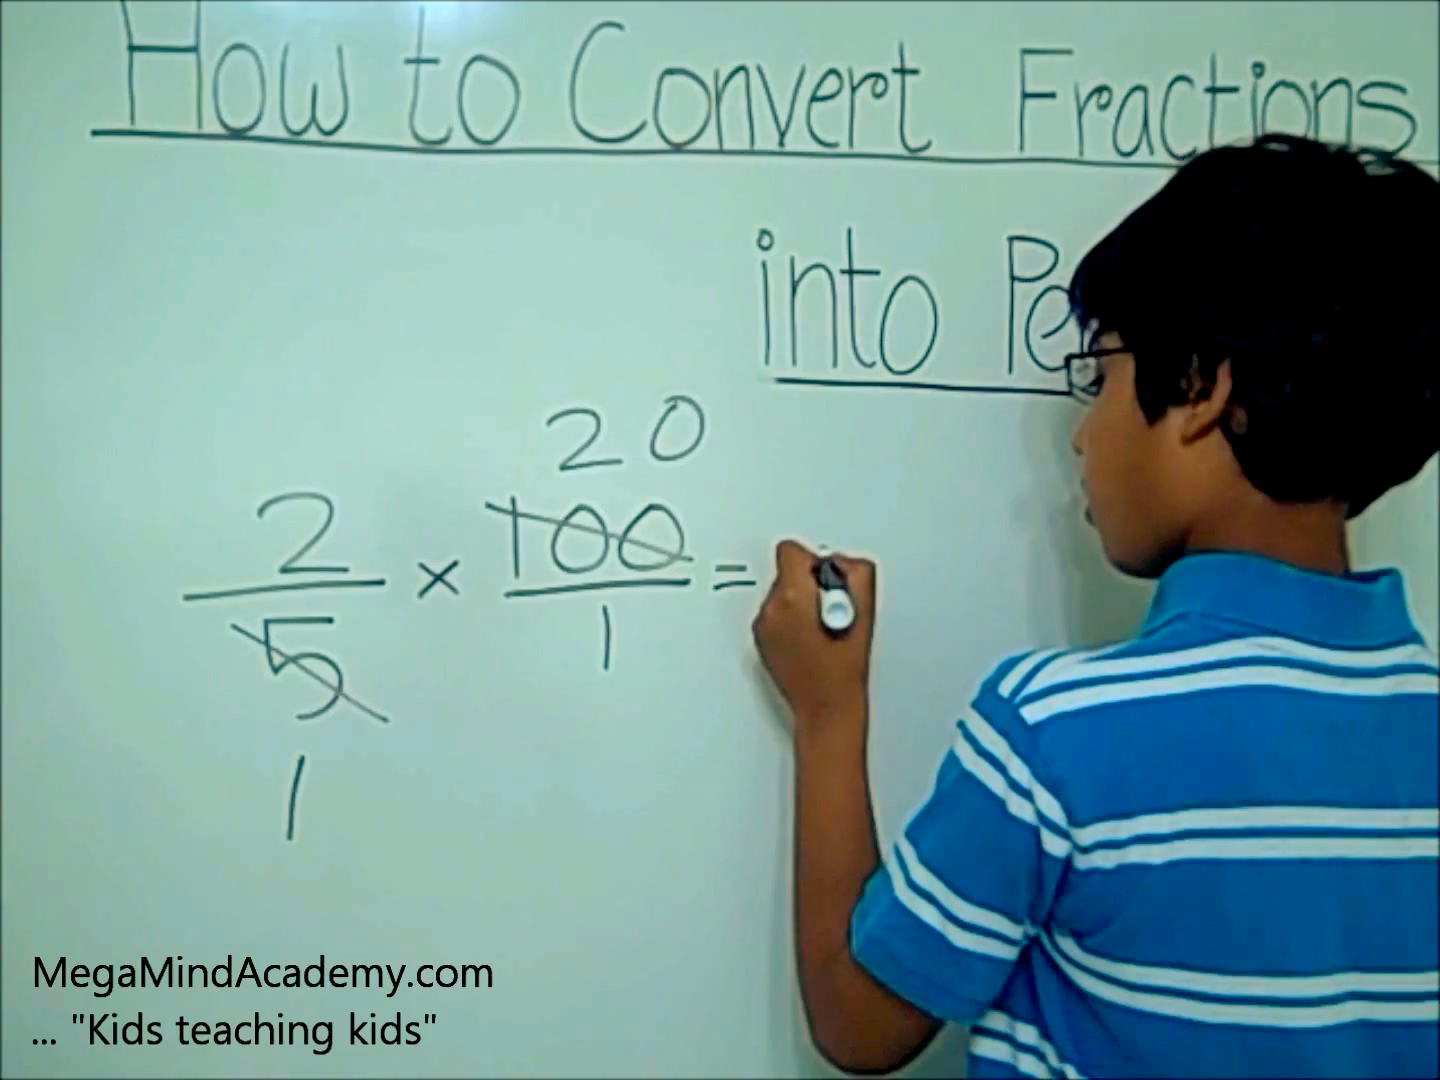 How to Convert Fractions
into Pe
20
2/5 × 100/1 =
1
MegaMindAcademy.com
... "Kids teaching kids"